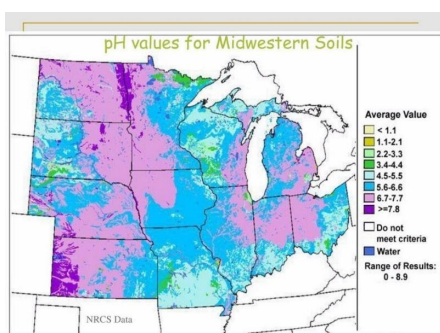 pH values for Midwestern Soils
Average Value
< 1.1
1.1-2.1
2.2-3.3
3.4-4.4
4.5-5.5
5.6-6.6
6.7-7.7
>=7.8
Do not
meet criteria
Water
Range of Results:
0 - 8.9
NRCS Data